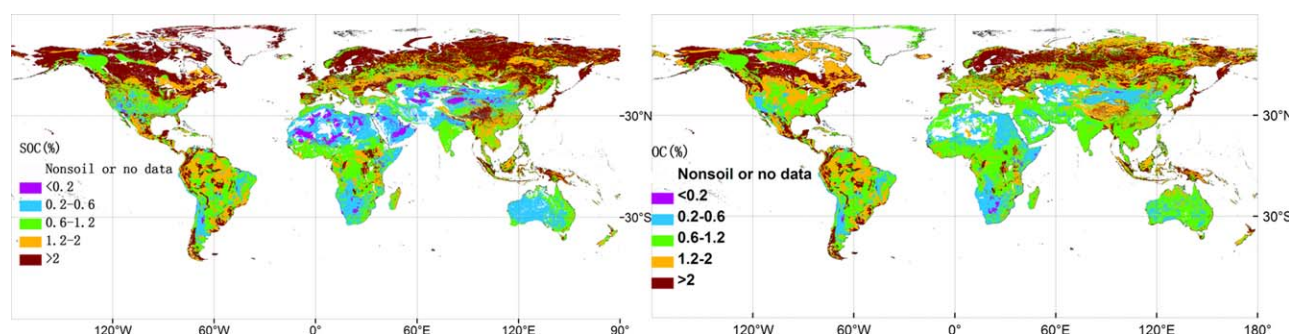 SOC(%)
Nonsoil or no data
<0.2
0.2-0.6
0.6-1.2
1.2-2
>2
120°W 60°W 0° 60°E 120°E 90°
30°N
30°S
OC(%)
Nonsoil or no data
<0.2
0.2-0.6
0.6-1.2
1.2-2
>2
120°W 60°W 0° 60°E 120°E 180°
30°N
30°S